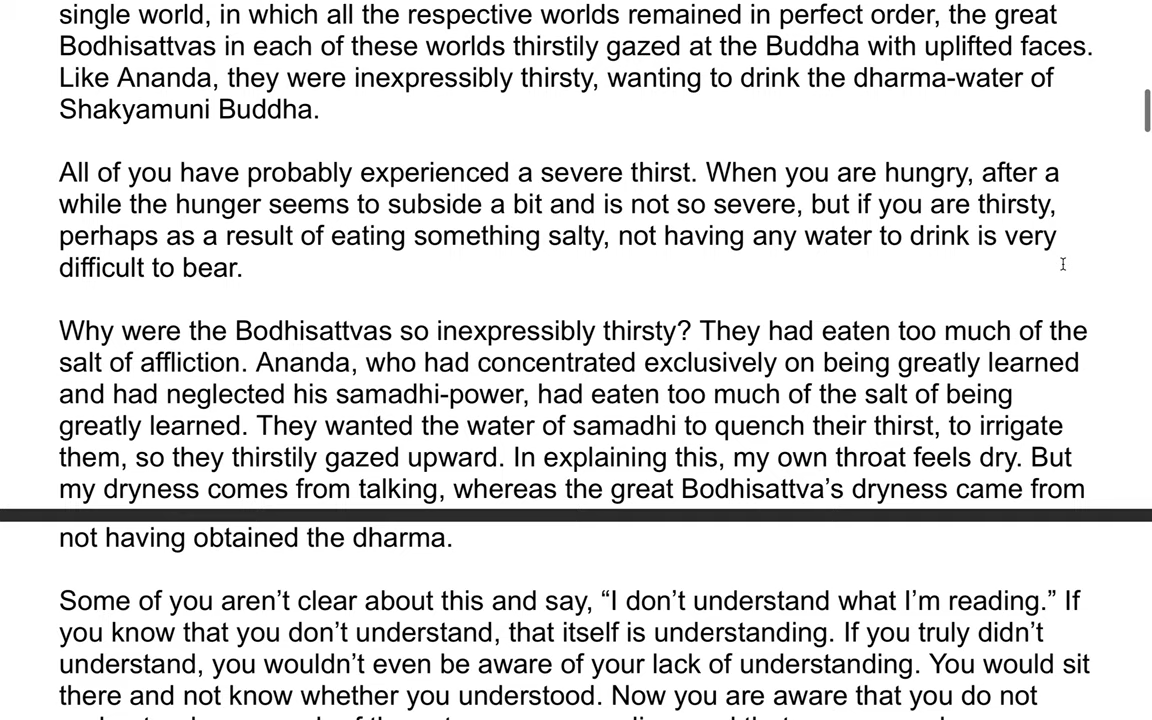 single world, in which all the respective worlds remained in perfect order, the great
Bodhisattvas in each of these worlds thirstily gazed at the Buddha with uplifted faces.
Like Ananda, they were inexpressibly thirsty, wanting to drink the dharma-water of
Shakyamuni Buddha.
All of you have probably experienced a severe thirst. When you are hungry, after a
while the hunger seems to subside a bit and is not so severe, but if you are thirsty,
perhaps as a result of eating something salty, not having any water to drink is very
difficult to bear.
Why were the Bodhisattvas so inexpressibly thirsty? They had eaten too much of the
salt of affliction. Ananda, who had concentrated exclusively on being greatly learned
and had neglected his samadhi-power, had eaten too much of the salt of being
greatly learned. They wanted the water of samadhi to quench their thirst, to irrigate
them, so they thirstily gazed upward. In explaining this, my own throat feels dry. But
my dryness comes from talking, whereas the great Bodhisattva’s dryness came from
not having obtained the dharma.
Some of you aren’t clear about this and say, “I don’t understand what I’m reading.” If
you know that you don’t understand, that itself is understanding. If you truly didn’t
understand, you wouldn’t even be aware of your lack of understanding. You would sit
there and not know whether you understood. Now you are aware that you do not